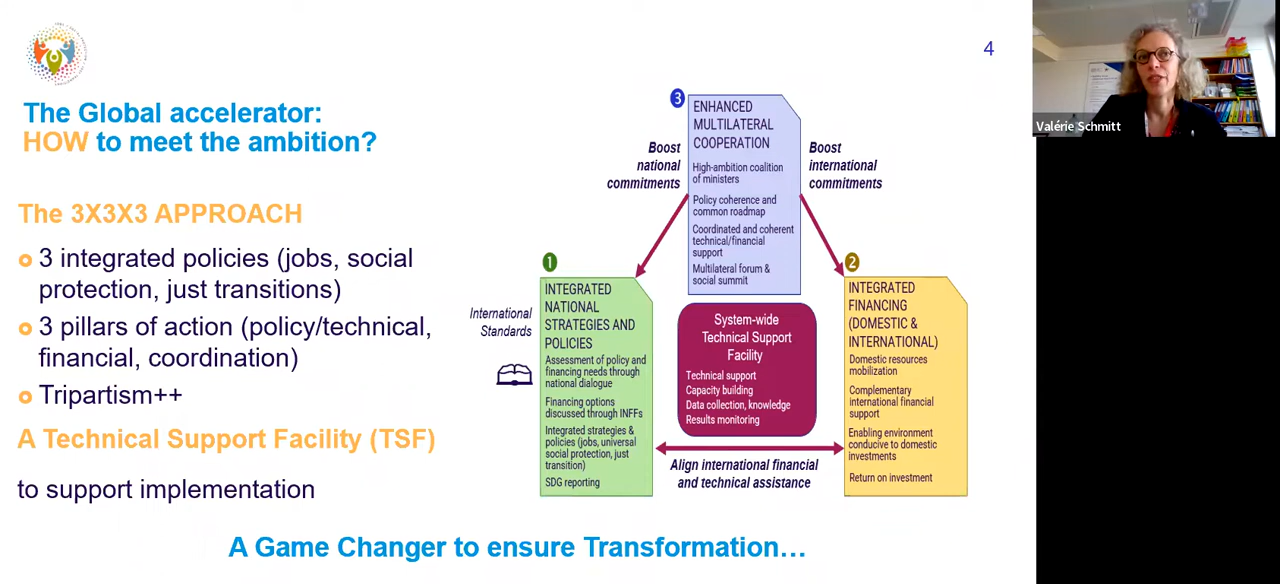 4
The Global accelerator:
HOW to meet the ambition?
The 3X3X3 APPROACH
3 integrated policies (jobs, social
protection, just transitions)
3 pillars of action (policy/technical,
financial, coordination)
Tripartism++
A Technical Support Facility (TSF)
to support implementation
3
ENHANCED
MULTILATERAL
COOPERATION
High-ambition coalition
of ministers
Policy coherence and
common roadmap
Coordinated and coherent
technical/financial
support
Multilateral forum &
social summit
Boost
national
commitments
Boost
international
commitments
1
INTEGRATED
NATIONAL
STRATEGIES AND
POLICIES
Assessment of policy and
financing needs through
national dialogue
Financing options
discussed through INFFs
Integrated strategies &
policies (jobs, universal
social protection, just
transition)
SDG reporting
International
Standards
System-wide
Technical Support
Facility
Technical support
Capacity building
Data collection, knowledge
Results monitoring
2
INTEGRATED
FINANCING
(DOMESTIC &
INTERNATIONAL)
Domestic resources
mobilization
Complementary
international financial
support
Enabling environment
conducive to domestic
investments
Return on investment
Align international financial
and technical assistance
A Game Changer to ensure Transformation…
Valérie Schmitt